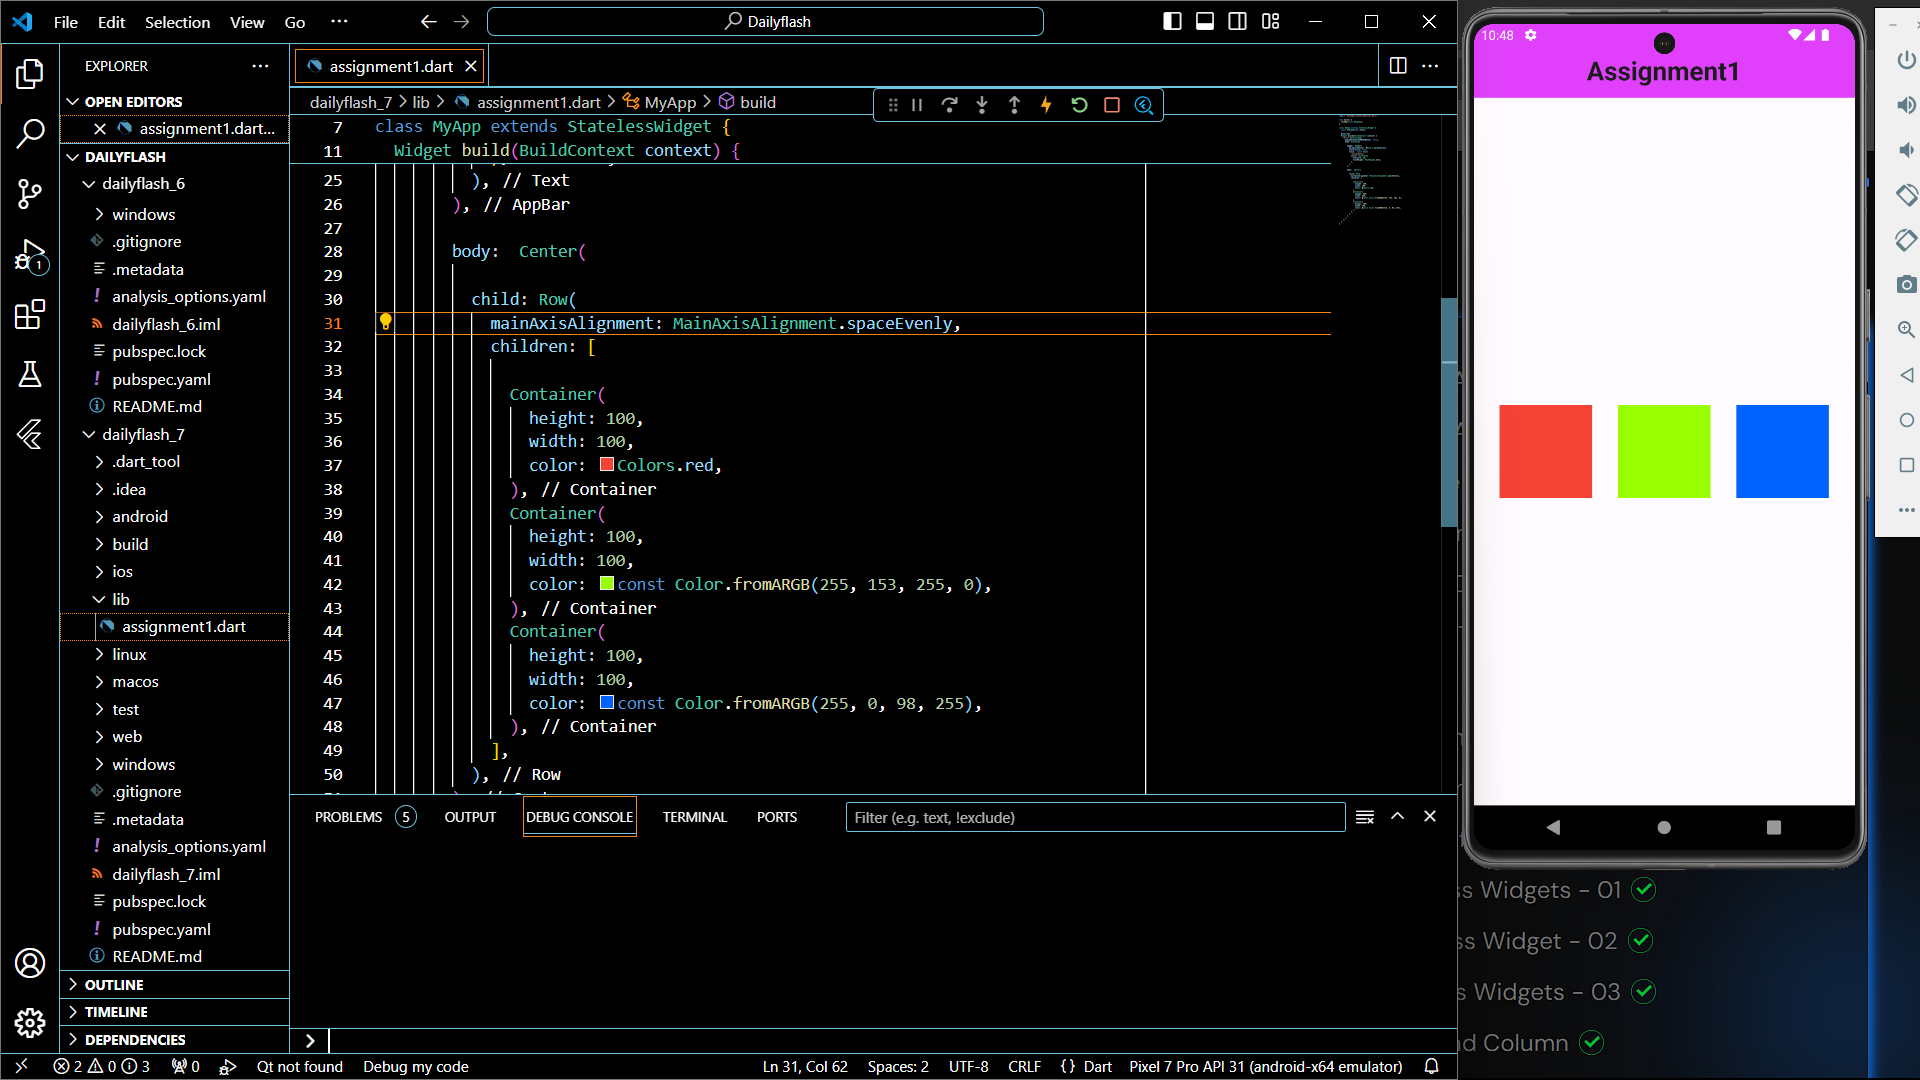 File Edit Selection View Go ···
Dailyflash
EXPLORER
OPEN EDITORS
assignment1.dart...
DAILYFLASH
dailyflash_6
windows
.gitignore
.metadata
analysis_options.yaml
dailyflash_6.iml
pubspec.lock
pubspec.yaml
README.md
dailyflash_7
.dart_tool
.idea
android
build
ios
lib
assignment1.dart
linux
macos
test
web
windows
.gitignore
.metadata
analysis_options.yaml
dailyflash_7.iml
pubspec.lock
pubspec.yaml
README.md
OUTLINE
TIMELINE
DEPENDENCIES
1
assignment1.dart
dailyflash_7 > lib > assignment1.dart > MyApp > build
7 class MyApp extends StatelessWidget {
11 Widget build(BuildContext context) {
25 ), // Text
26 ), // AppBar
27
28 body:  Center(
29
30 child: Row(
31 mainAxisAlignment: MainAxisAlignment.spaceEvenly,
32 children: [
33
34 Container(
35 height: 100,
36 width: 100,
37 color: Colors.red,
38 ), // Container
39 Container(
40 height: 100,
41 width: 100,
42 color: const Color.fromARGB(255, 153, 255, 0),
43 ), // Container
44 Container(
45 height: 100,
46 width: 100,
47 color: const Color.fromARGB(255, 0, 98, 255),
48 ), // Container
49 ],
50 ), // Row
PROBLEMS 5 OUTPUT DEBUG CONSOLE TERMINAL PORTS Filter (e.g. text, !exclude)
2 0 3 0 Qt not found Debug my code Ln 31, Col 62 Spaces: 2 UTF-8 CRLF {} Dart Pixel 7 Pro API 31 (android-x64 emulator)
10:48
Assignment1
ss Widgets - 01
ss Widget - 02
s Widgets - 03
nd Column